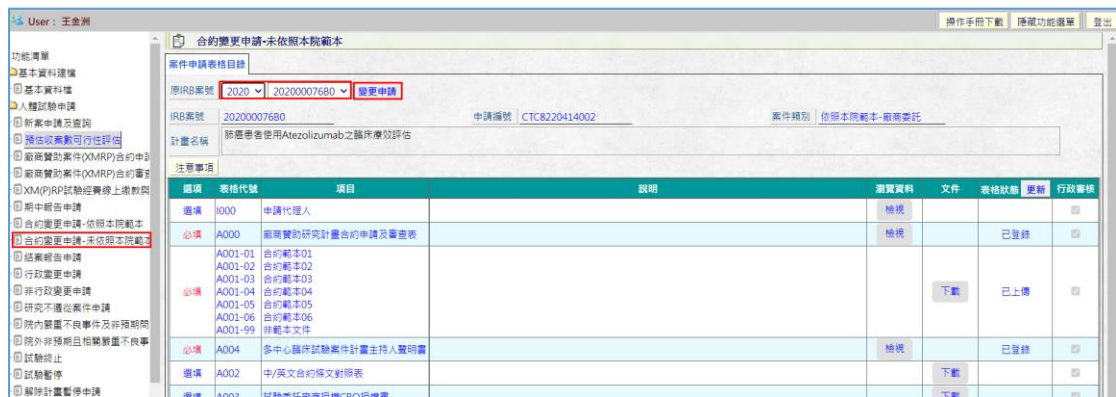 User： 王金洲
操作手冊下載 隱藏功能選單 登出
功能清單
基本資料建檔
基本資料檔
人體試驗申請
新案申請及查詢
預估收案數可行性評估
廠商贊助案件(XMRP)合約申
廠商贊助案件(XMRP)合約審
XM(P)RP試驗經費線上繳款與
期中報告申請
合約變更申請-依照本院範本
合約變更申請-未依照本院範本
結案報告申請
行政變更申請
非行政變更申請
研究不遵從案件申請
院內嚴重不良事件及非預期問
院外非預期且相關嚴重不良事
試驗終止
試驗暫停
解除計畫暫停申請
合約變更申請-未依照本院範本
案件申請表格目錄
原IRB案號 2020 202000076B0 變更申請
IRB案號 202000076B0 申請編號 CTC8220414002 案件類別 依照本院範本-廠商委託
計畫名稱 肺癌患者使用Atezolizumab之臨床療效評估
注意事項
選項 表格代號 項目 說明 瀏覽資料 文件 表格狀態 更新 行政審核
選填 I000 申請代理人 檢視
必填 A000 廠商贊助研究計畫合約申請及審查表 檢視 已登錄
A001-01 合約範本01
A001-02 合約範本02
A001-03 合約範本03
必填 A001-04 合約範本04 下載 已上傳
A001-05 合約範本05
A001-06 合約範本06
A001-99 非範本文件
必填 A004 多中心臨床試驗案件計畫主持人聲明書 檢視 已登錄
選填 A002 中/英文合約條文對照表 下載
選填 A003 試驗委託廠商授權CRO授權書 下載